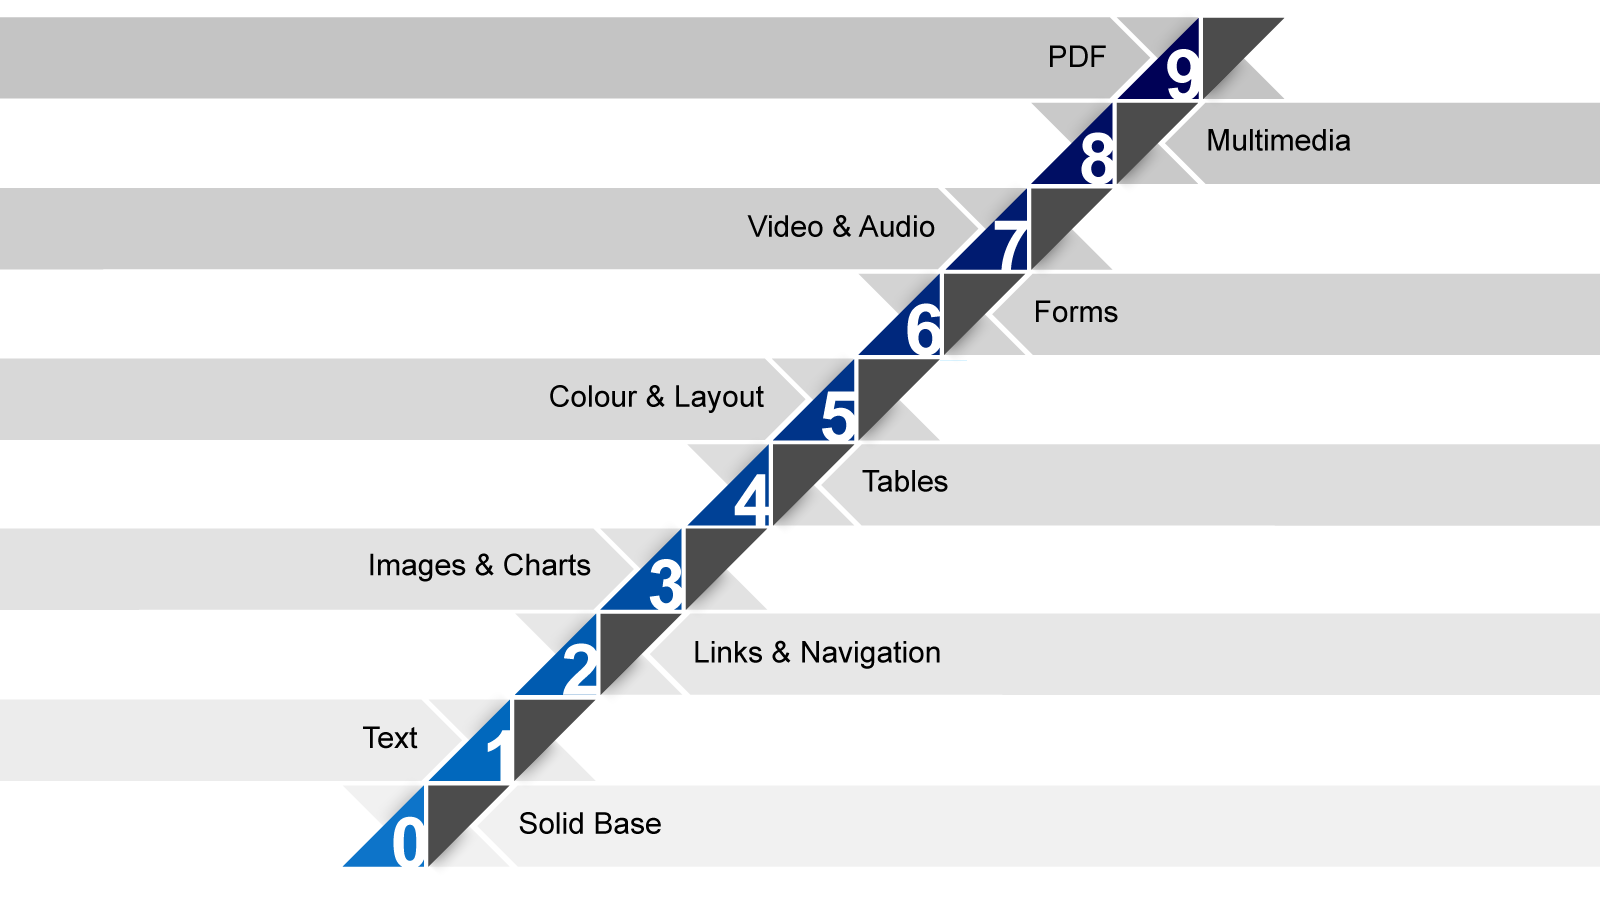 PDF 9
8 Multimedia
Video & Audio 7
6 Forms
Colour & Layout 5
4 Tables
Images & Charts 3
2 Links & Navigation
Text 1
0 Solid Base